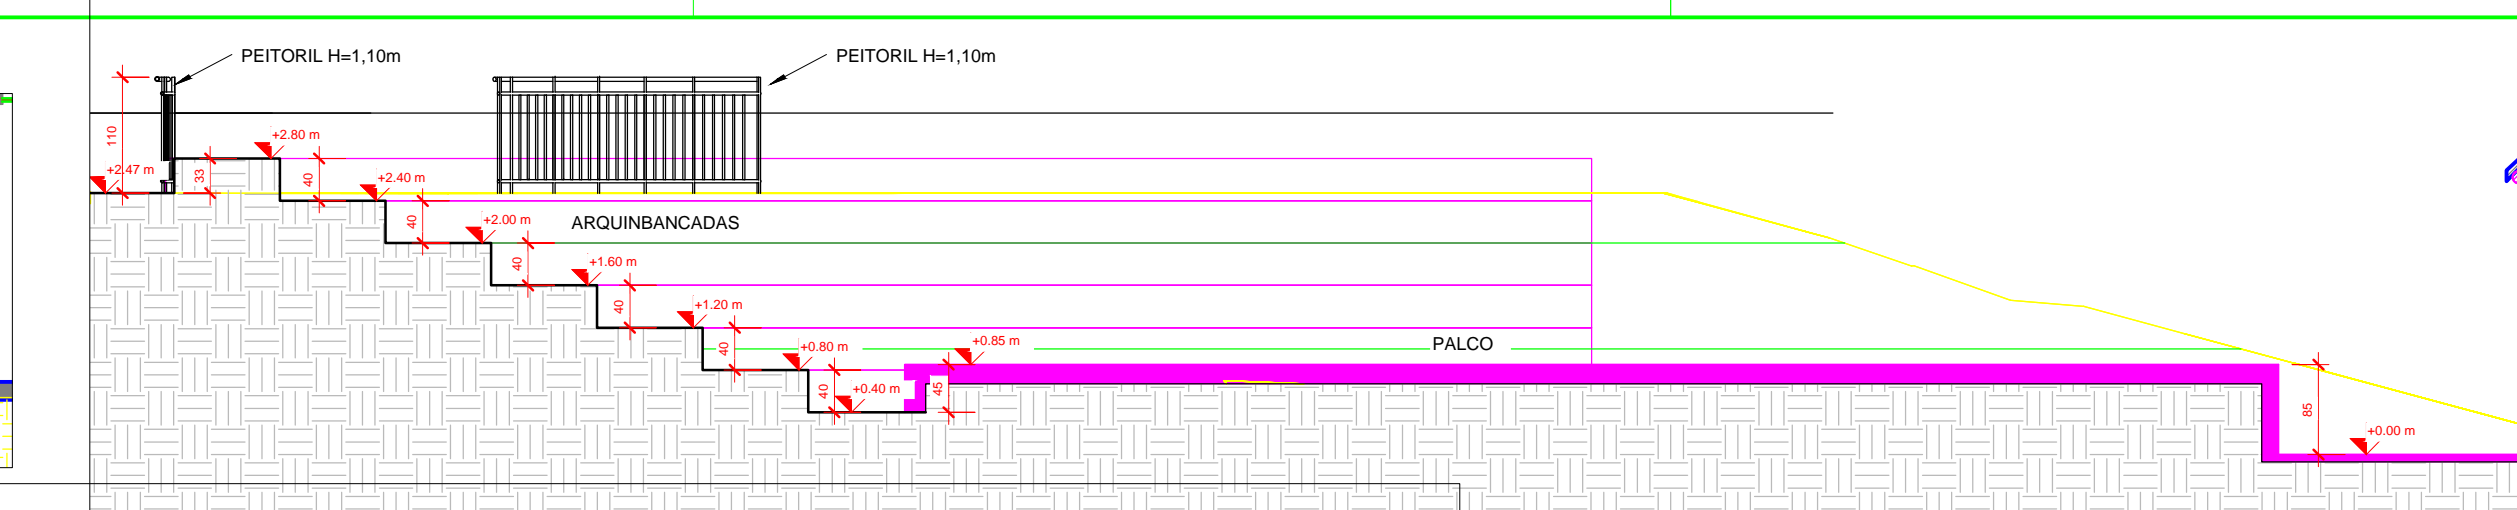 PEITORIL H=1,10m
PEITORIL H=1,10m
110
+2.80 m
+2.47 m
33
40
+2.40 m
40
+2.00 m
ARQUINBANCADAS
40
+1.60 m
40
+1.20 m
40
+0.80 m
+0.85 m
PALCO
40
+0.40 m
45
85
+0.00 m